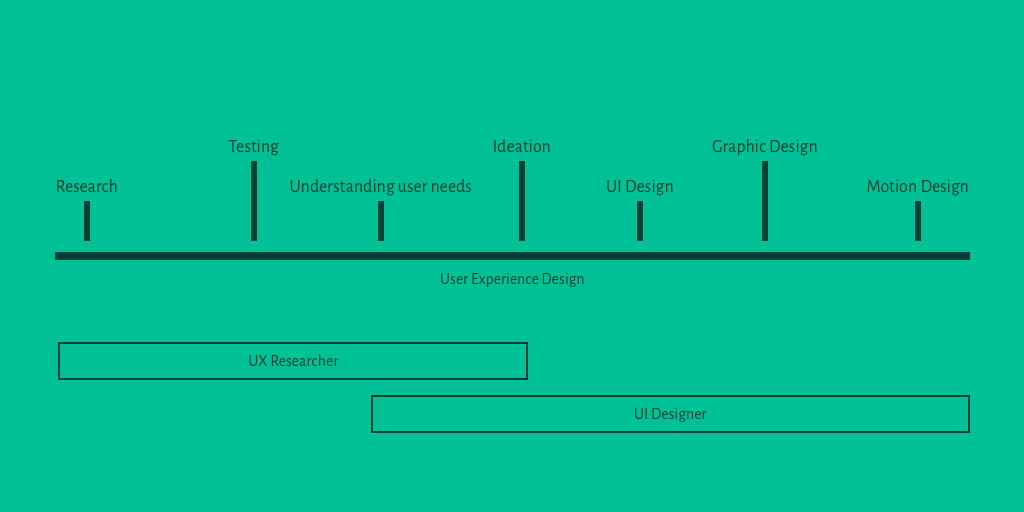 Testing
Ideation
Graphic Design
Research
Understanding user needs
UI Design
Motion Design
User Experience Design
UX Researcher
UI Designer